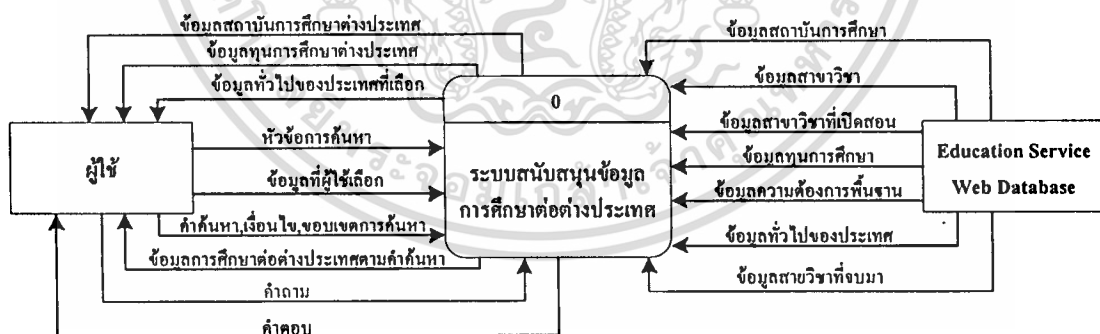 ข้อมูลสถาบันการศึกษาต่างประเทศ
ข้อมูลทุนการศึกษาต่างประเทศ
ข้อมูลทั่วไปของประเทศที่เลือก
หัวข้อการค้นหา
ข้อมูลที่ผู้ใช้เลือก
คำค้นหา,เงื่อนไข,ขอบเขตการค้นหา
ข้อมูลการศึกษาต่อต่างประเทศตามคำค้นหา
คำถาม
คำตอบ
ผู้ใช้
0
ระบบสนับสนุนข้อมูล
การศึกษาต่อต่างประเทศ
ข้อมูลสถาบันการศึกษา
ข้อมูลสาขาวิชา
ข้อมูลสาขาวิชาที่เปิดสอน
ข้อมูลทุนการศึกษา
ข้อมูลความต้องการพื้นฐาน
ข้อมูลทั่วไปของประเทศ
ข้อมูลสายวิชาที่จบมา
Education Service
Web Database